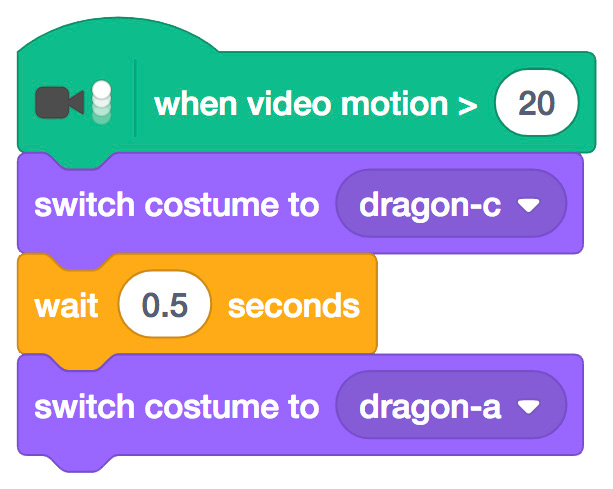 when video motion > 20
switch costume to dragon-c
wait 0.5 seconds
switch costume to dragon-a